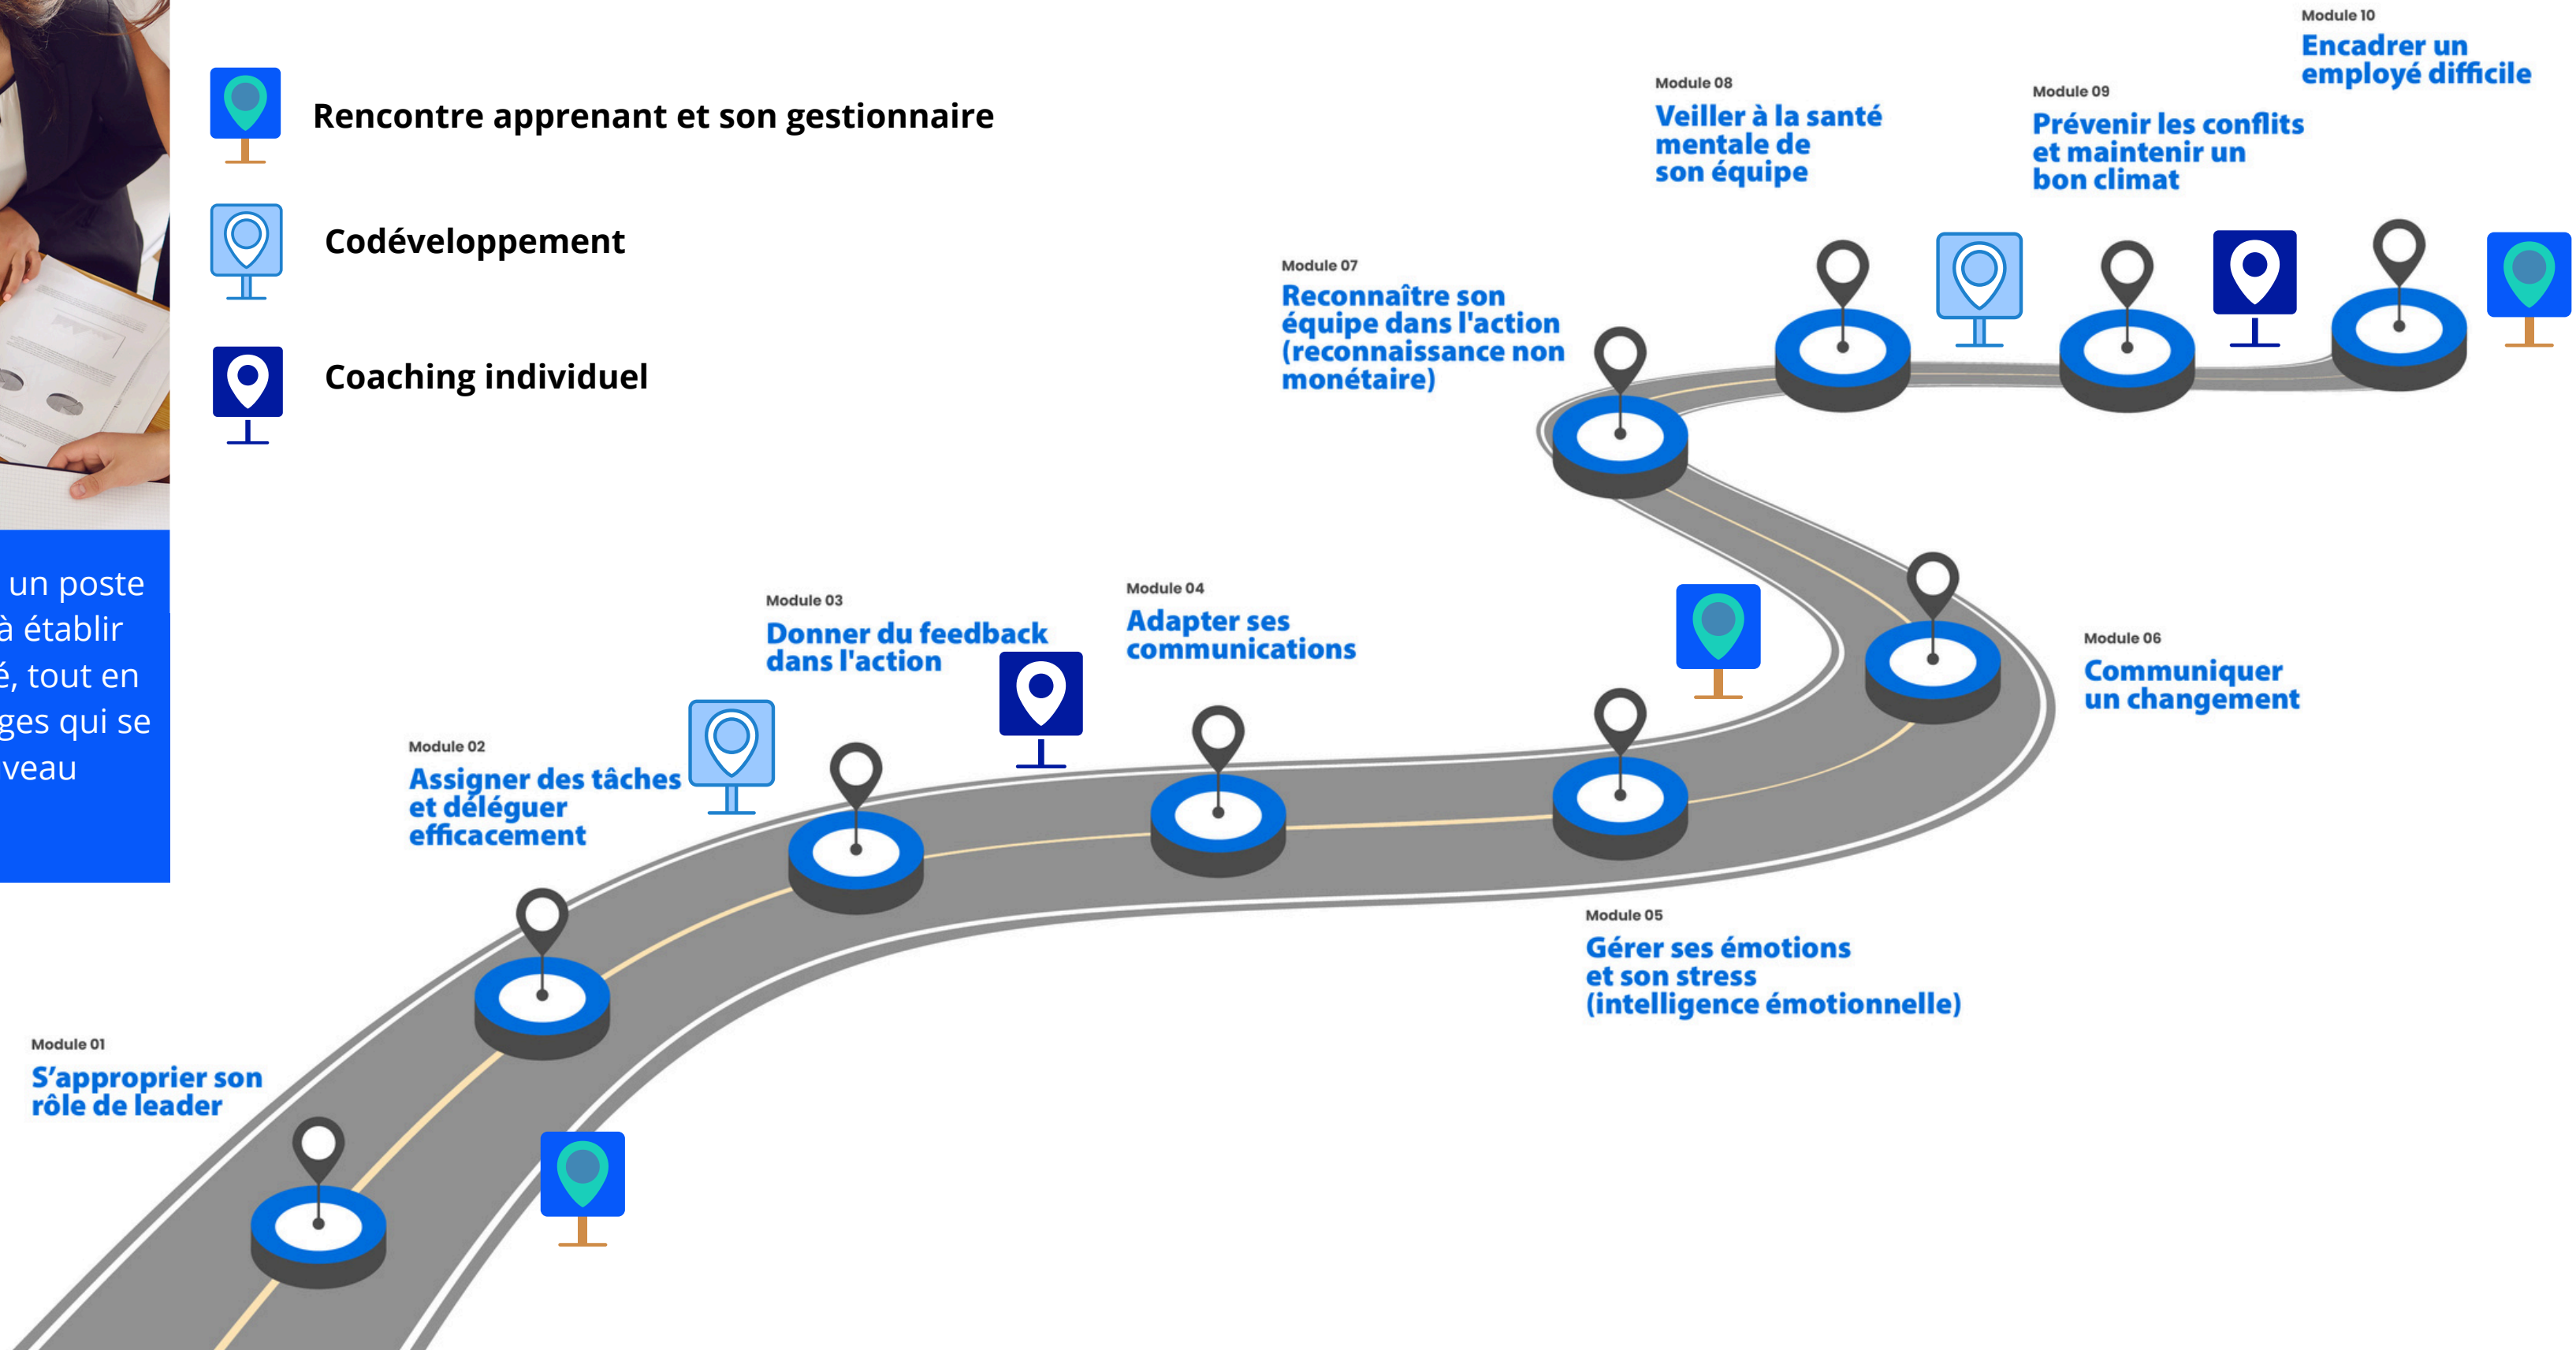 Rencontre apprenant et son gestionnaire
Codéveloppement
Coaching individuel
un poste
à établir
é, tout en
ges qui se
veau
Module 01
S’approprier son
rôle de leader
Module 02
Assigner des tâches
et déléguer
efficacement
Module 03
Donner du feedback
dans l'action
Module 04
Adapter ses
communications
Module 05
Gérer ses émotions
et son stress
(intelligence émotionnelle)
Module 06
Communiquer
un changement
Module 07
Reconnaître son
équipe dans l'action
(reconnaissance non
monétaire)
Module 08
Veiller à la santé
mentale de
son équipe
Module 09
Prévenir les conflits
et maintenir un
bon climat
Module 10
Encadrer un
employé difficile